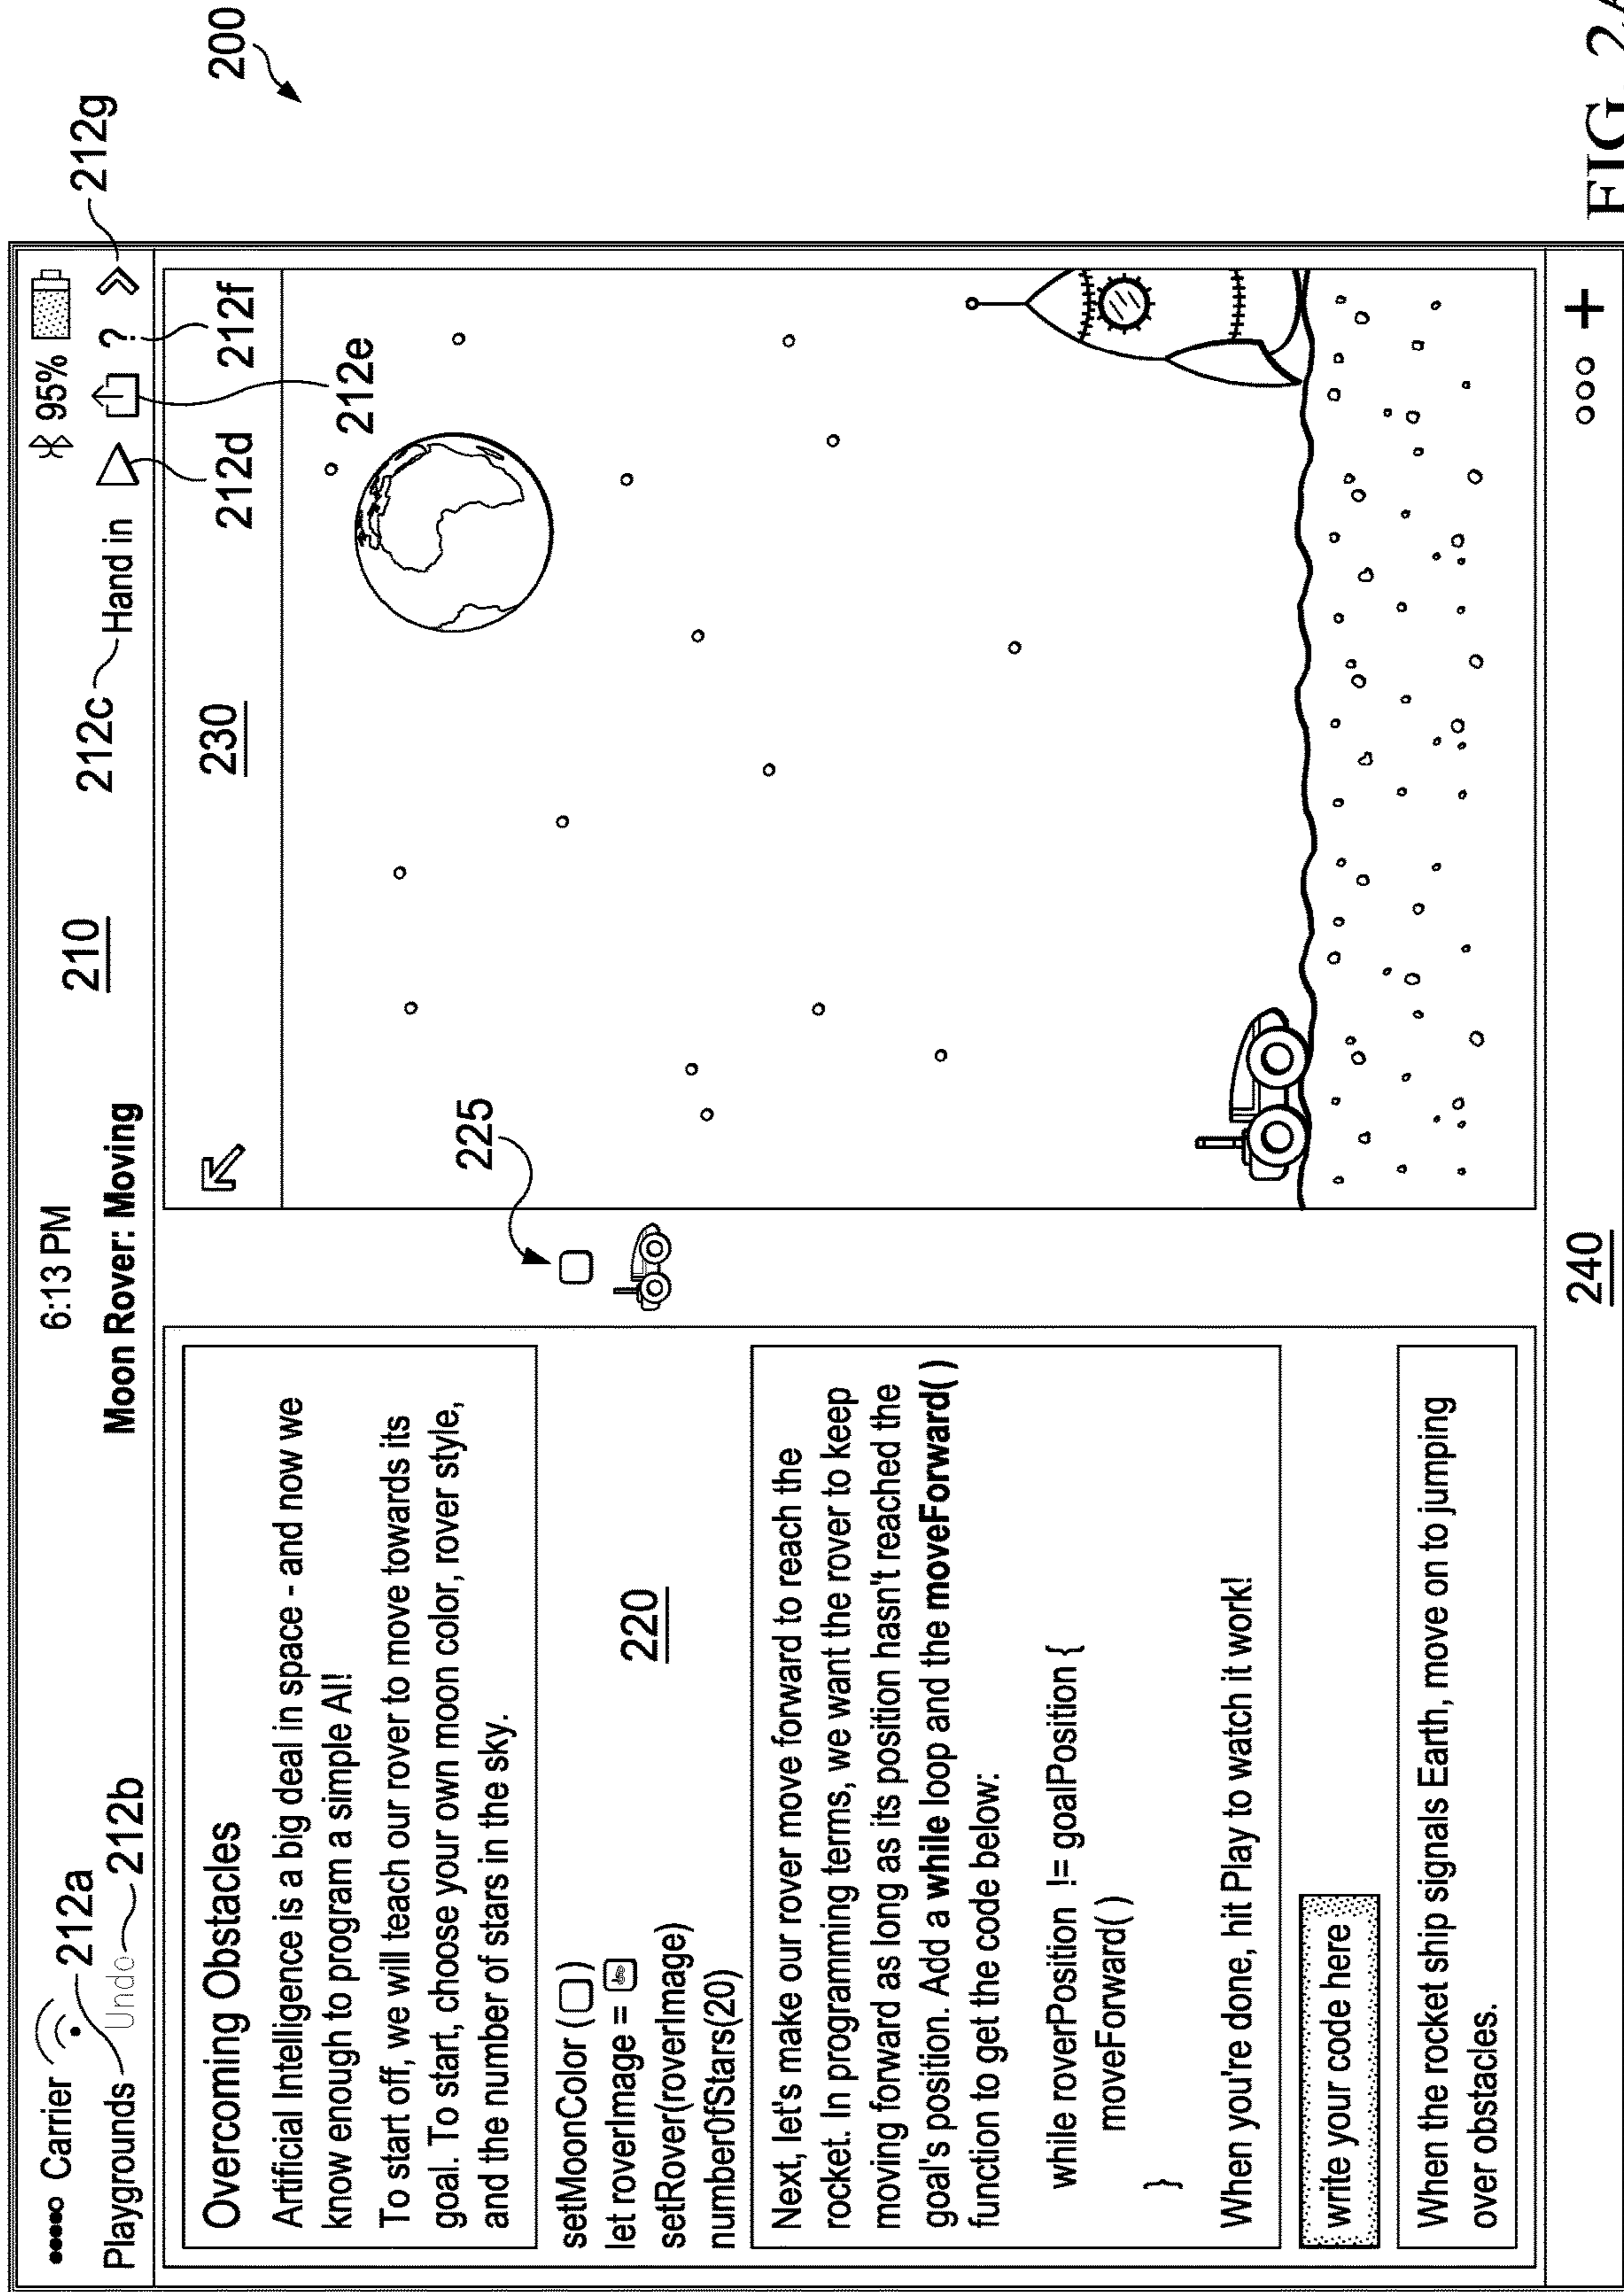 ●●●●○ Carrier
6:13 PM
95%
Playgrounds
212a
Undo
212b
Moon Rover: Moving
210
212c
Hand in
?
212d
212e
212f
212g
200
Overcoming Obstacles
Artificial Intelligence is a big deal in space - and now we
know enough to program a simple AI!
To start off, we will teach our rover to move towards its
goal. To start, choose your own moon color, rover style,
and the number of stars in the sky.
setMoonColor ( )
let roverImage =
setRover(roverImage)
number0fStars(20)
220
225
230
Next, let's make our rover move forward to reach the
rocket. In programming terms, we want the rover to keep
moving forward as long as its position hasn't reached the
goal's position. Add a while loop and the moveForward( )
function to get the code below:
while roverPosition != goalPosition {
moveForward( )
}
When you're done, hit Play to watch it work!
write your code here
When the rocket ship signals Earth, move on to jumping
over obstacles.
240
ooo +
FIG. 2A